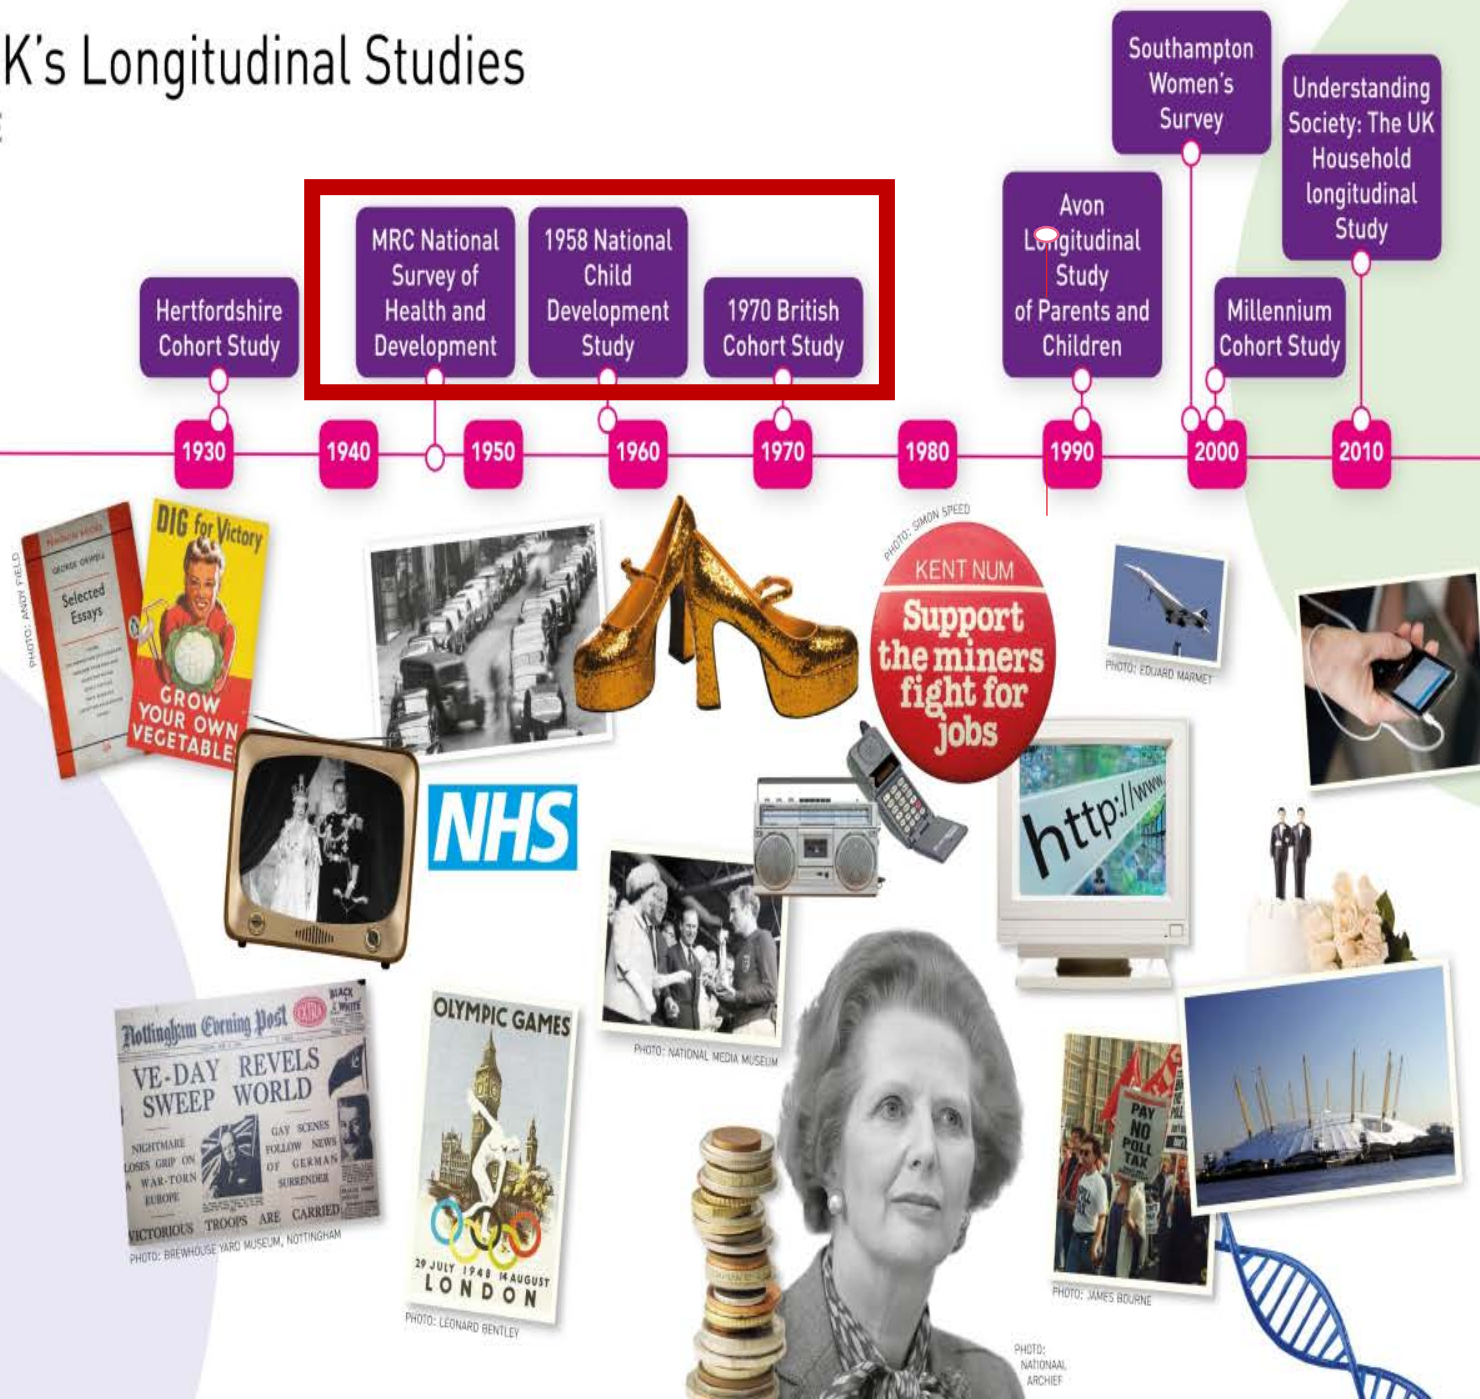 K's Longitudinal Studies
Southampton
Women's
Survey
Understanding
Society: The UK
Household
longitudinal
Study
Avon
Longitudinal
Study
of Parents and
Children
MRC National
Survey of
Health and
Development
1958 National
Child
Development
Study
Hertfordshire
Cohort Study
1970 British
Cohort Study
Millennium
Cohort Study
1930
1940
1950
1960
1970
1980
1990
2000
2010
PHOTO: ANDY FIELD
GEORGE ORWELL
Selected
Essays
DIG for Victory
GROW
YOUR OWN
VEGETABLE
PHOTO: SIMON SPEED
KENT NUM
Support
the miners
fight for
jobs
PHOTO: EDUARD MARMET
NHS
http://www.
PHOTO: NATIONAL MEDIA MUSEUM
Nottingham Evening Post
EXTRA
BLACK
& WHITE
VE-DAY REVELS
SWEEP WORLD
NIGHTMARE
LOSES GRIP ON
WAR-TORN
EUROPE
GAY SCENES
FOLLOW NEWS
OF GERMAN
SURRENDER
VICTORIOUS TROOPS ARE CARRIED
PHOTO: BREWHOUSE YARD MUSEUM, NOTTINGHAM
OLYMPIC GAMES
29 JULY 1948 14 AUGUST
LONDON
PHOTO: LEONARD BENTLEY
PAY
NO
POLL
TAX
PHOTO: JAMES BOURNE
PHOTO:
NATIONAAL
ARCHIEF